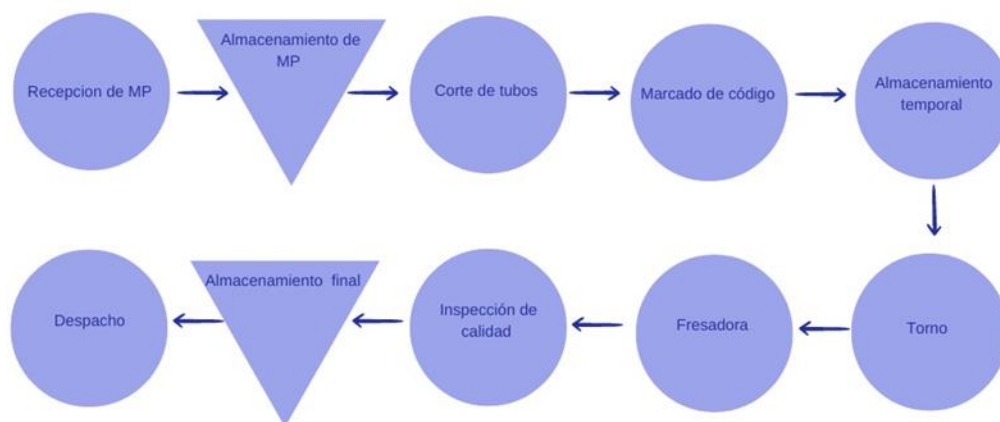 Recepcion de MP
Almacenamiento de
MP
Corte de tubos
Marcado de código
Almacenamiento
temporal
Torno
Fresadora
Inspección de
calidad
Almacenamiento final
Despacho